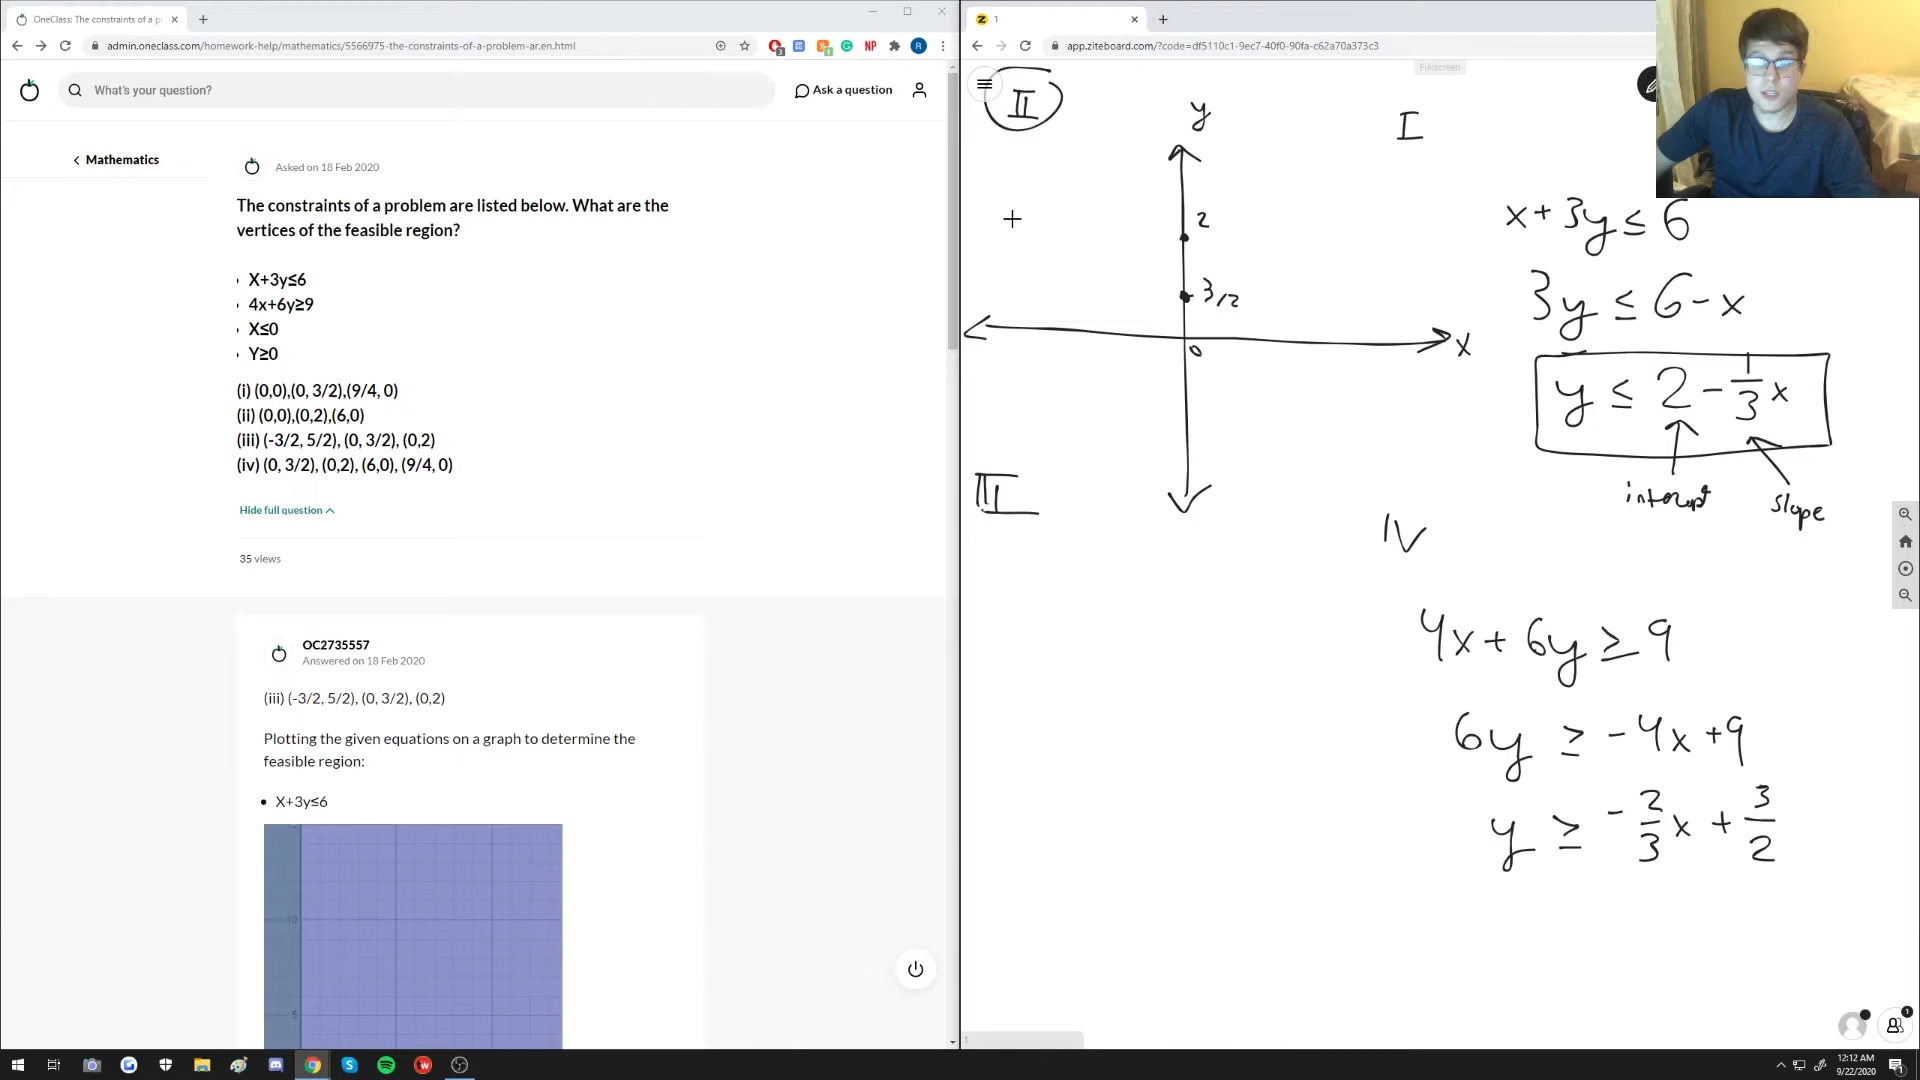 OneClass: The constraints of a p
admin.oneclass.com/homework-help/mathematics/5566975-the-constraints-of-a-problem-ar.en.html
What's your question?
Ask a question
Mathematics
Asked on 18 Feb 2020
The constraints of a problem are listed below. What are the
vertices of the feasible region?
• X+3y≤6
• 4x+6y≥9
• X≤0
• Y≥0
(i) (0,0),(0, 3/2),(9/4, 0)
(ii) (0,0),(0,2),(6,0)
(iii) (-3/2, 5/2), (0, 3/2), (0,2)
(iv) (0, 3/2), (0,2), (6,0), (9/4, 0)
Hide full question
35 views
OC2735557
Answered on 18 Feb 2020
(iii) (-3/2, 5/2), (0, 3/2), (0,2)
Plotting the given equations on a graph to determine the
feasible region:
• X+3y≤6
10
5
1
app.ziteboard.com/?code=df5110c1-9ec7-40f0-90fa-c62a70a373c3
Fullscreen
II
y
I
2
3/2
0
x
III
IV
x+3y ≤ 6
3y ≤ 6-x
y ≤ 2 - 1/3 x
intercept
slope
4x + 6y ≥ 9
6y ≥ -4x +9
y ≥ - 2/3 x + 3/2
1
1
12:12 AM
9/22/2020